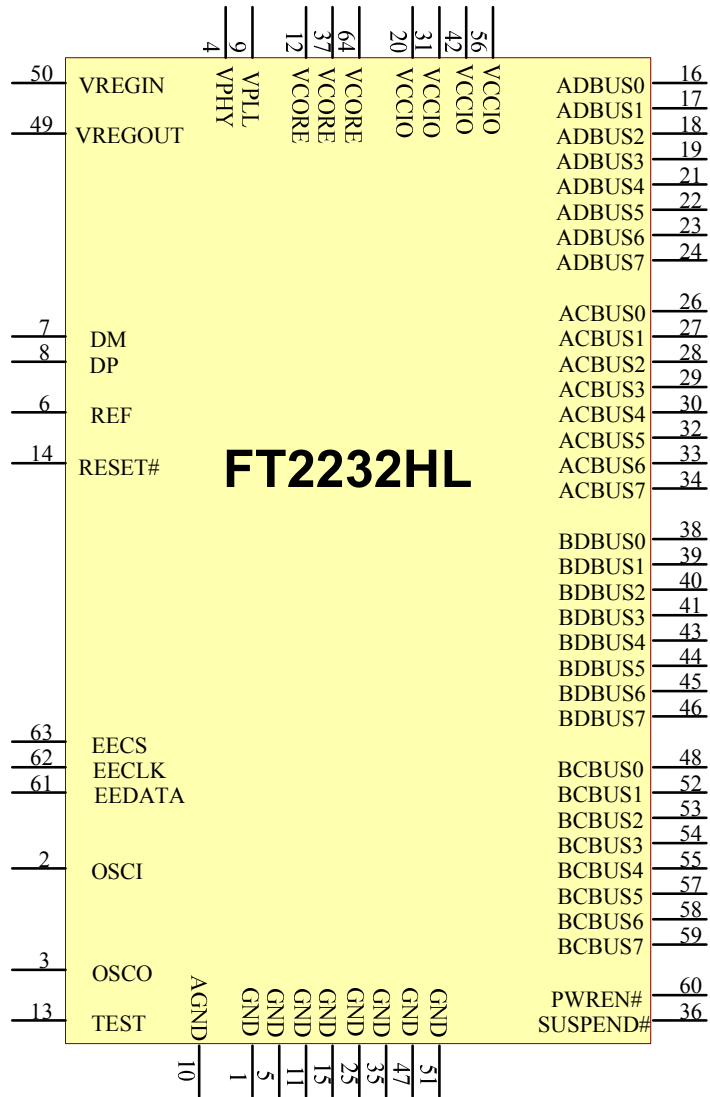 4 9 12 37 64 20 31 42 56
VPHY VPLL VCORE VCORE VCORE VCCIO VCCIO VCCIO VCCIO
50 VREGIN
49 VREGOUT
7 DM
8 DP
6 REF
14 RESET#
FT2232HL
63 EECS
62 EECLK
61 EEDATA
2 OSCI
3 OSCO
13 TEST
ADBUS0 16
ADBUS1 17
ADBUS2 18
ADBUS3 19
ADBUS4 21
ADBUS5 22
ADBUS6 23
ADBUS7 24
ACBUS0 26
ACBUS1 27
ACBUS2 28
ACBUS3 29
ACBUS4 30
ACBUS5 32
ACBUS6 33
ACBUS7 34
BDBUS0 38
BDBUS1 39
BDBUS2 40
BDBUS3 41
BDBUS4 43
BDBUS5 44
BDBUS6 45
BDBUS7 46
BCBUS0 48
BCBUS1 52
BCBUS2 53
BCBUS3 54
BCBUS4 55
BCBUS5 57
BCBUS6 58
BCBUS7 59
PWREN# 60
SUSPEND# 36
AGND GND GND GND GND GND GND GND GND
10 1 5 11 15 25 35 47 51